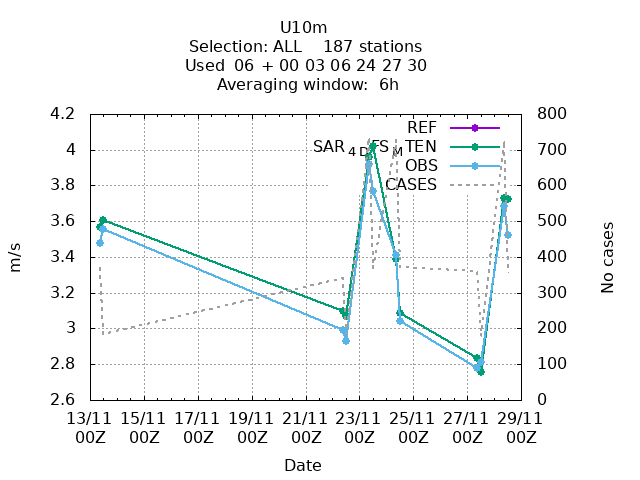 U10m
Selection: ALL 187 stations
Used 06 + 00 03 06 24 27 30
Averaging window: 6h
4.2 800
REF
4 SAR 4DFS M TEN 700
OBS
3.8 CASES 600
3.6 500
3.4 400
3.2 300
3 200
2.8 100
2.6 0
m/s
No cases
13/11 15/11 17/11 19/11 21/11 23/11 25/11 27/11 29/11
00Z 00Z 00Z 00Z 00Z 00Z 00Z 00Z 00Z
Date